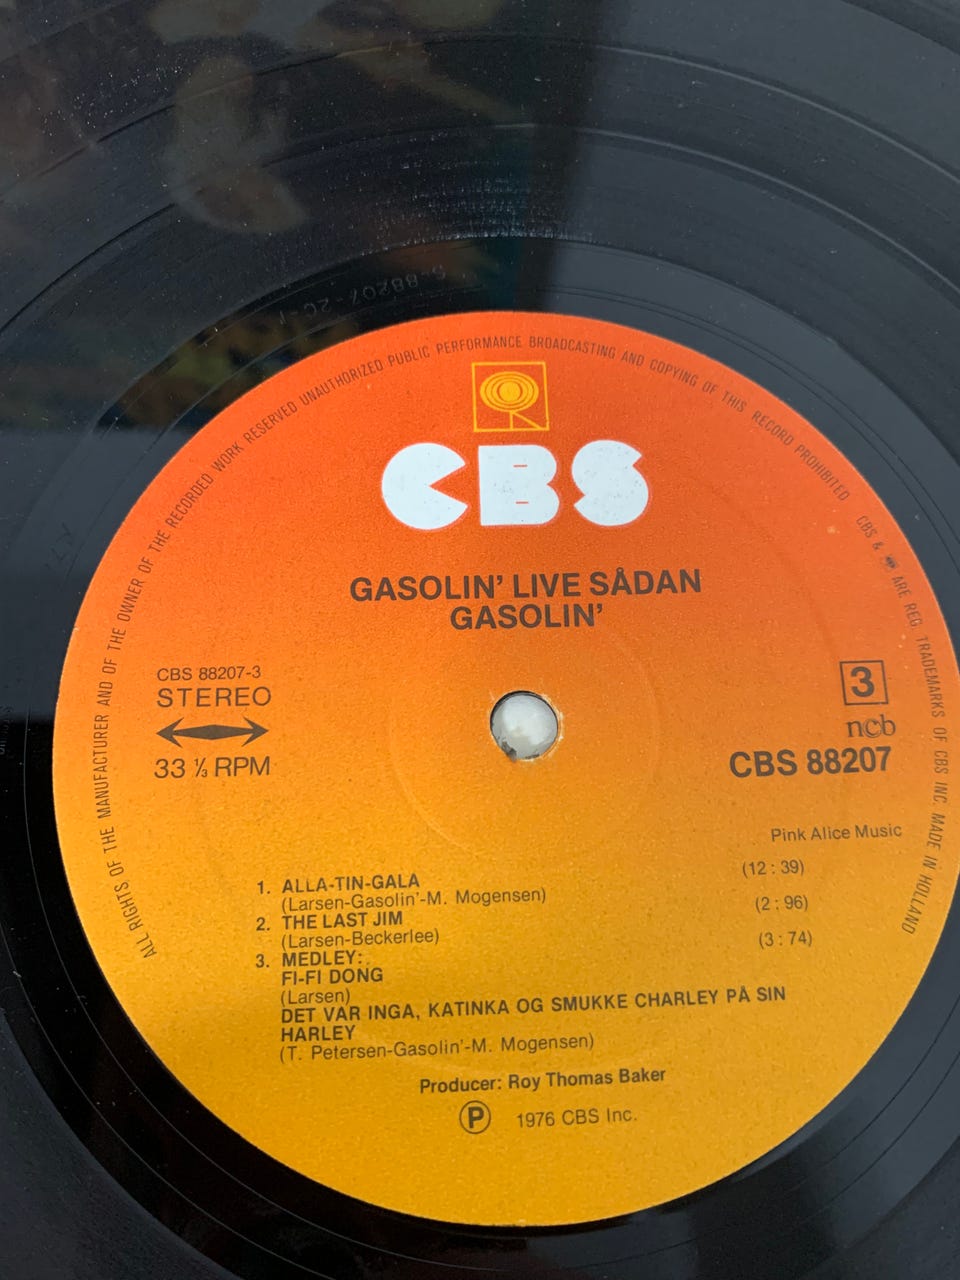 S-88207-2C-1
ALL RIGHTS OF THE MANUFACTURER AND OF THE OWNER OF THE RECORDED WORK RESERVED UNAUTHORIZED PUBLIC PERFORMANCE BROADCASTING AND COPYING OF THIS RECORD PROHIBITED
CBS & ARE REG. TRADEMARKS OF CBS INC. MADE IN HOLLAND
CBS
GASOLIN' LIVE SÅDAN
GASOLIN'
CBS 88207-3
STEREO
33 ⅓ RPM
3
ncb
CBS 88207
Pink Alice Music
1. ALLA-TIN-GALA (12 : 39)
(Larsen-Gasolin'-M. Mogensen)
2. THE LAST JIM (2 : 96)
(Larsen-Beckerlee)
3. MEDLEY: (3 : 74)
FI-FI DONG
(Larsen)
DET VAR INGA, KATINKA OG SMUKKE CHARLEY PÅ SIN
HARLEY
(T. Petersen-Gasolin'-M. Mogensen)
Producer: Roy Thomas Baker
Ⓟ 1976 CBS Inc.